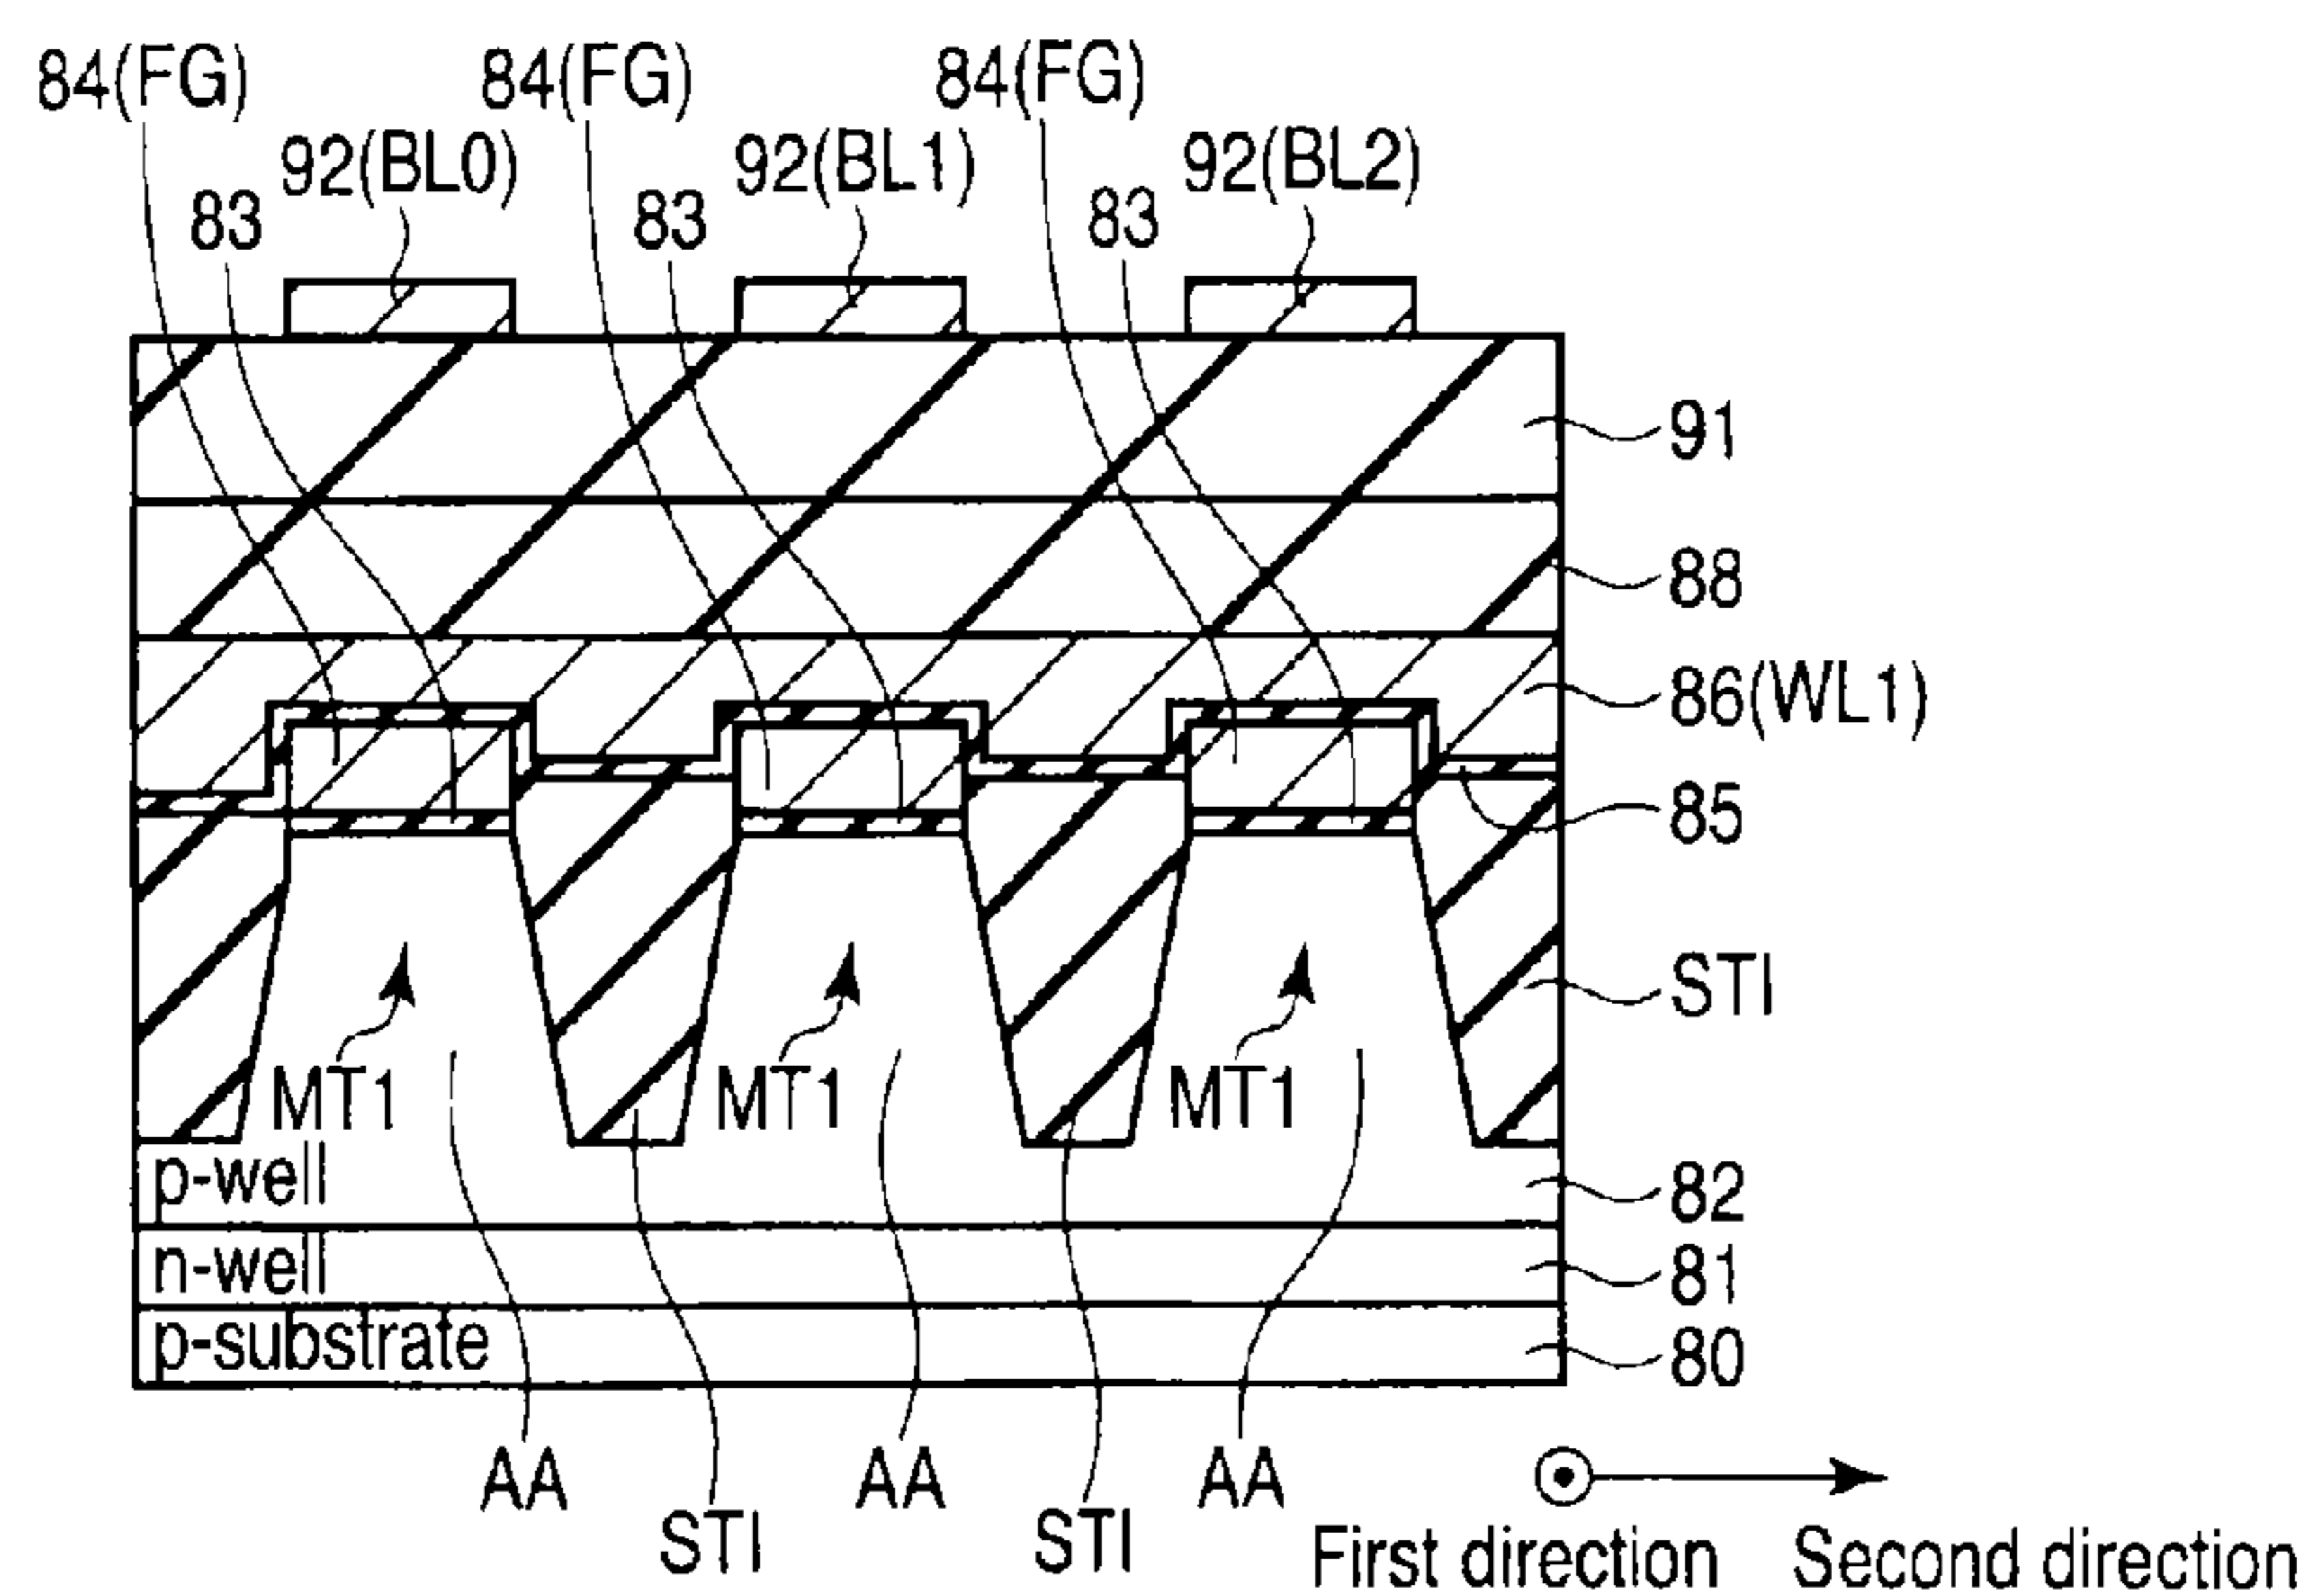 84(FG) 84(FG) 84(FG)
92(BL0) 92(BL1) 92(BL2)
83 83 83
91
88
86(WL1)
85
STI
MT1 MT1 MT1
p-well 82
n-well 81
p-substrate 80
AA AA AA
STI STI
First direction Second direction